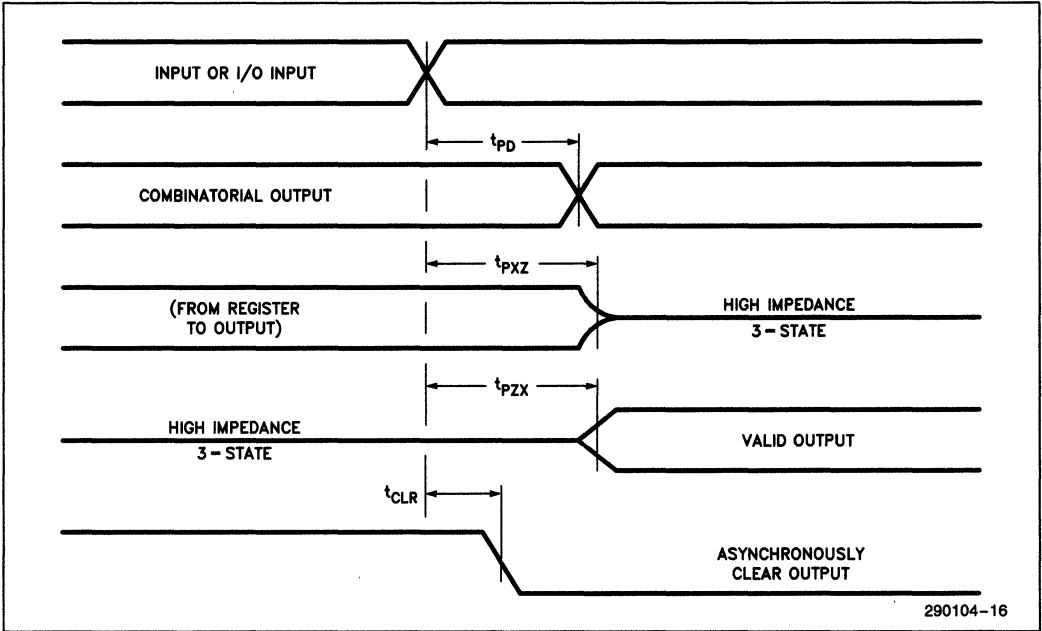 INPUT OR I/O INPUT
tPD
COMBINATORIAL OUTPUT
tPXZ
(FROM REGISTER
TO OUTPUT)
HIGH IMPEDANCE
3-STATE
tPZX
HIGH IMPEDANCE
3-STATE
VALID OUTPUT
tCLR
ASYNCHRONOUSLY
CLEAR OUTPUT
290104-16